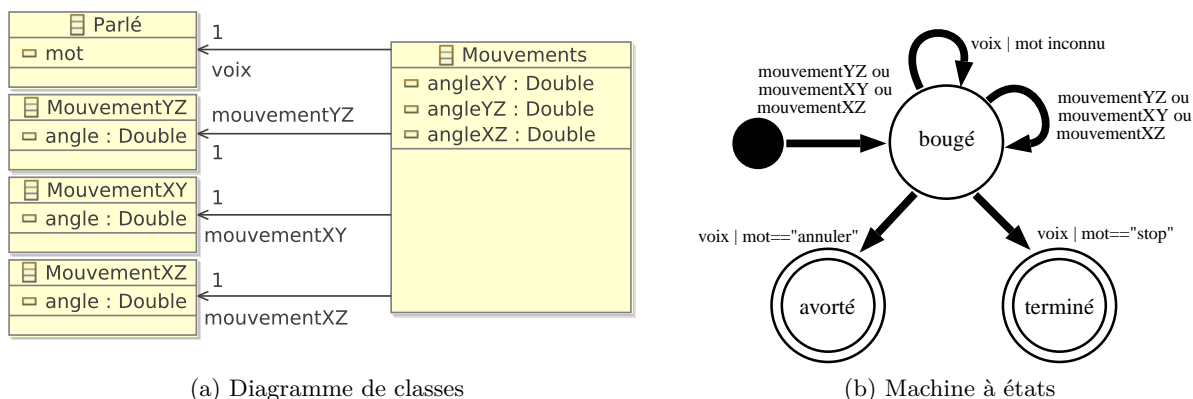 Parlé
mot
1
voix
MouvementYZ
angle : Double
mouvementYZ
1
MouvementXY
angle : Double
1
mouvementXY
MouvementXZ
angle : Double
1
mouvementXZ
Mouvements
angleXY : Double
angleYZ : Double
angleXZ : Double
(a) Diagramme de classes
voix | mot inconnu
mouvementYZ ou
mouvementXY ou
mouvementXZ
mouvementYZ ou
mouvementXY ou
mouvementXZ
bougé
voix | mot=="annuler"
voix | mot=="stop"
avorté
terminé
(b) Machine à états